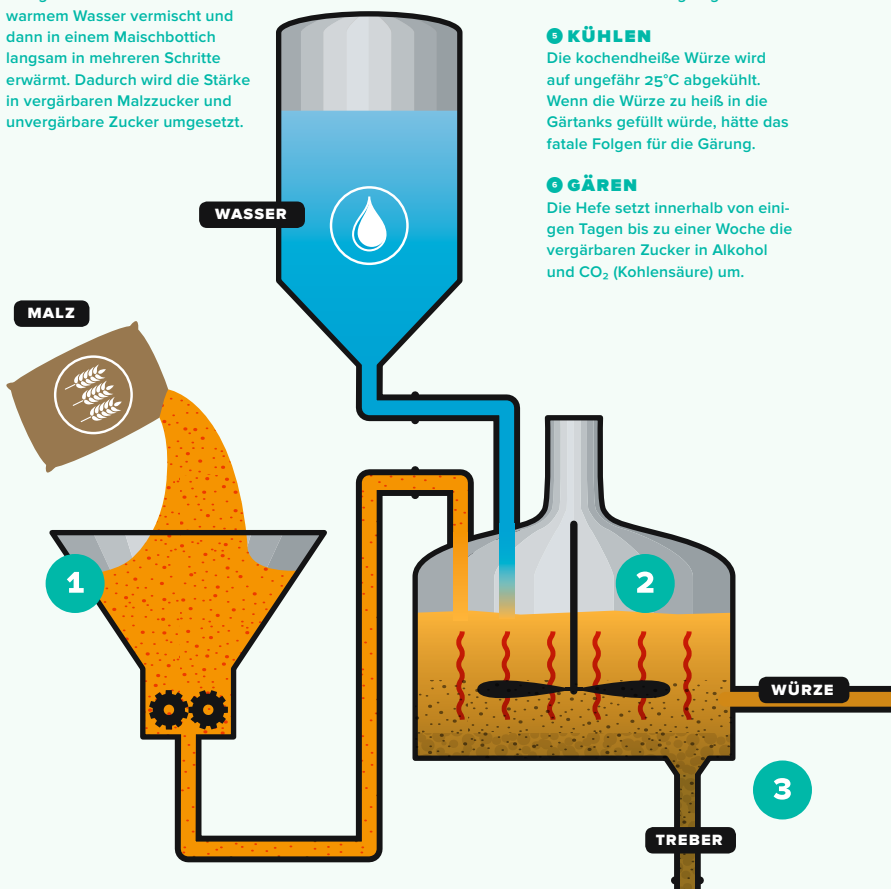 warmem Wasser vermischt und
dann in einem Maischbottich
langsam in mehreren Schritte
erwärmt. Dadurch wird die Stärke
in vergärbaren Malzzucker und
unvergärbare Zucker umgesetzt.
5 KÜHLEN
Die kochendheiße Würze wird
auf ungefähr 25°C abgekühlt.
Wenn die Würze zu heiß in die
Gärtanks gefüllt würde, hätte das
fatale Folgen für die Gärung.
6 GÄREN
Die Hefe setzt innerhalb von eini-
gen Tagen bis zu einer Woche die
vergärbaren Zucker in Alkohol
und CO₂ (Kohlensäure) um.
WASSER
MALZ
1
2
WÜRZE
3
TREBER